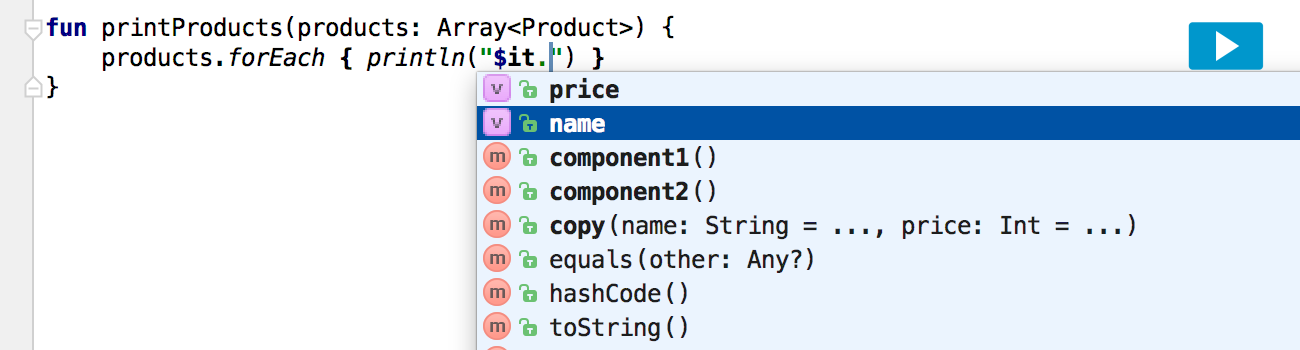 fun printProducts(products: Array<Product>) {
products.forEach { println("$it.") }
}
v price
v name
m component1()
m component2()
m copy(name: String = ..., price: Int = ...)
m equals(other: Any?)
m hashCode()
m toString()